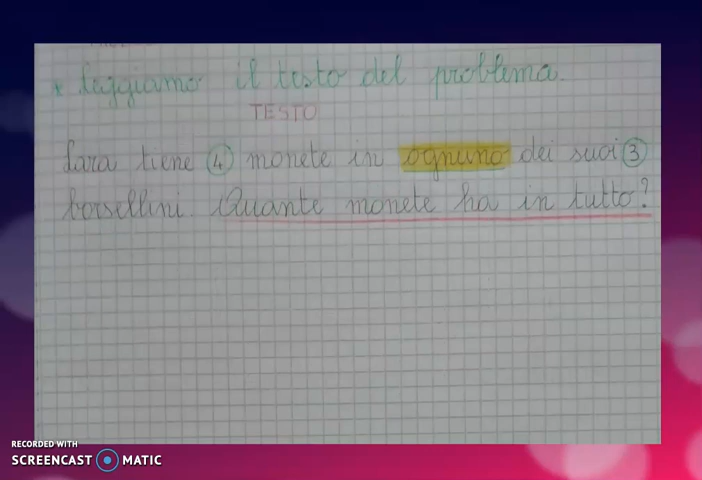 * Leggiamo il testo del problema.
TESTO
Sara tiene 4 monete in ognuno dei suoi 3
borsellini. Quante monete ha in tutto?
RECORDED WITH
SCREENCAST MATIC